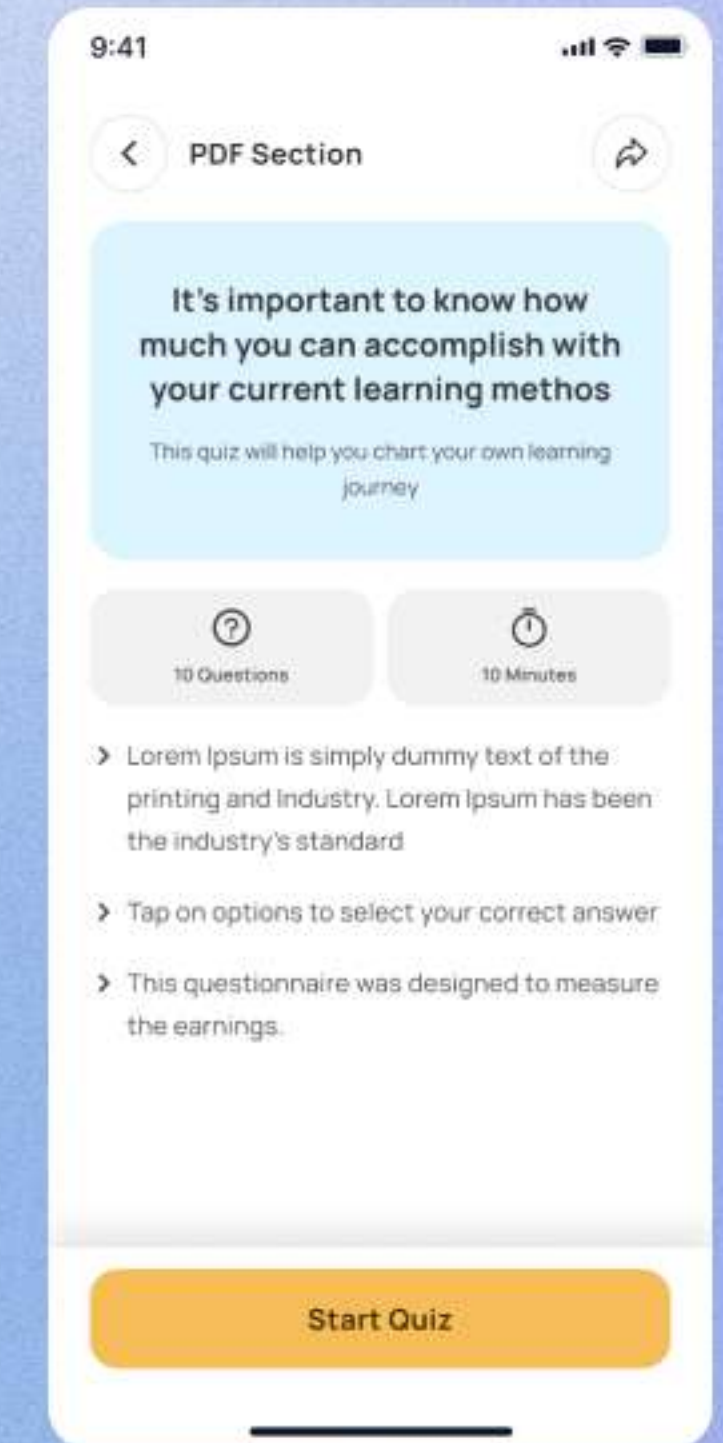 9:41
PDF Section
It's important to know how
much you can accomplish with
your current learning methos
This quiz will help you chart your own learning
journey
10 Questions
10 Minutes
Lorem Ipsum is simply dummy text of the
printing and Industry. Lorem Ipsum has been
the industry's standard
Tap on options to select your correct answer
This questionnaire was designed to measure
the earnings.
Start Quiz